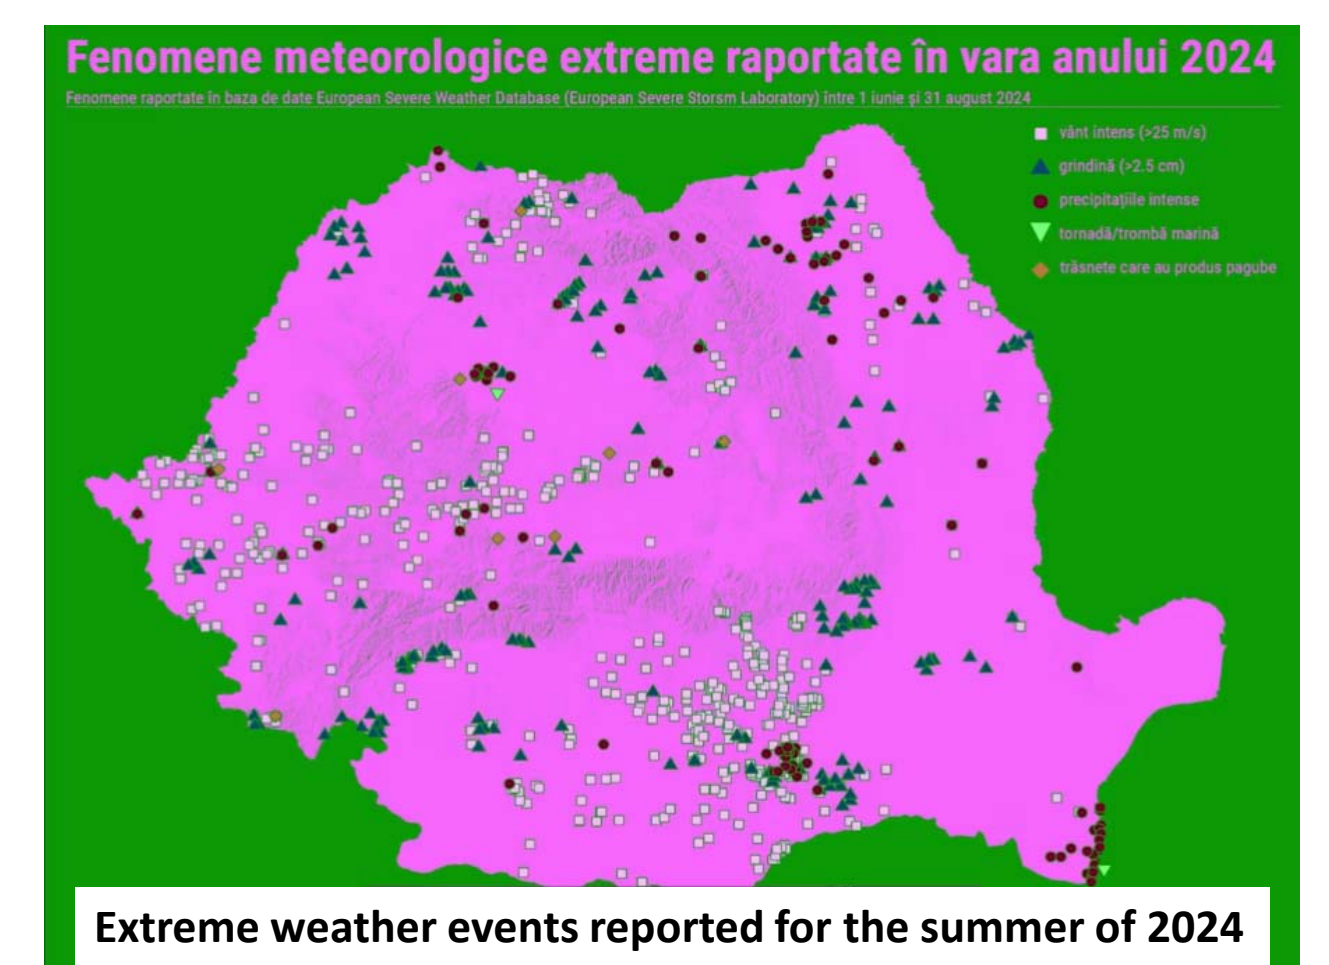 Fenomene meteorologice extreme raportate în vara anului 2024
Fenomene raportate în baza de date European Severe Weather Database (European Severe Storsm Laboratory) între 1 iunie și 31 august 2024
vânt intens (>25 m/s)
grindină (>2.5 cm)
precipitațiile intense
tornadă/trombă marină
trăsnete care au produs pagube
Extreme weather events reported for the summer of 2024